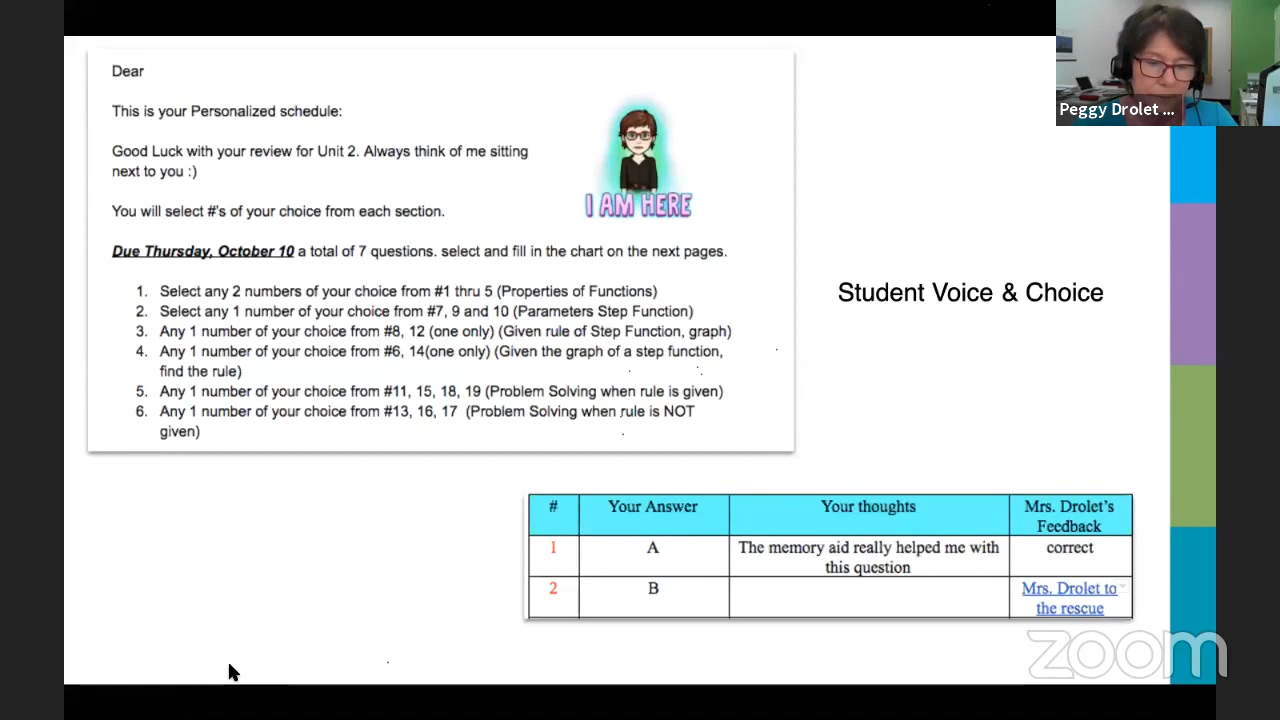 Dear
This is your Personalized schedule:
Good Luck with your review for Unit 2. Always think of me sitting
next to you :)
I AM HERE
You will select #'s of your choice from each section.
Due Thursday, October 10 a total of 7 questions. select and fill in the chart on the next pages.
1. Select any 2 numbers of your choice from #1 thru 5 (Properties of Functions)
2. Select any 1 number of your choice from #7, 9 and 10 (Parameters Step Function)
3. Any 1 number of your choice from #8, 12 (one only) (Given rule of Step Function, graph)
4. Any 1 number of your choice from #6, 14(one only) (Given the graph of a step function,
find the rule)
5. Any 1 number of your choice from #11, 15, 18, 19 (Problem Solving when rule is given)
6. Any 1 number of your choice from #13, 16, 17 (Problem Solving when rule is NOT
given)
Peggy Drolet ...
Student Voice & Choice
# Your Answer Your thoughts Mrs. Drolet's
Feedback
1 A The memory aid really helped me with correct
this question
2 B Mrs. Drolet to
the rescue
zoom